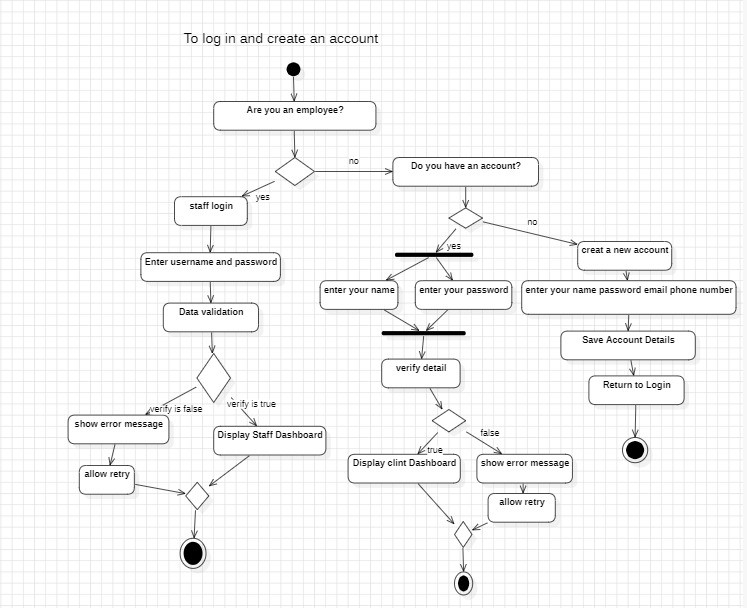 To log in and create an account
Are you an employee?
no
Do you have an account?
yes
staff login
no
yes
creat a new account
Enter username and password
enter your name
enter your password
enter your name password email phone number
Data validation
Save Account Details
verify detail
Return to Login
verify is false
verify is true
show error message
Display Staff Dashboard
false
true
allow retry
Display clint Dashboard
show error message
allow retry